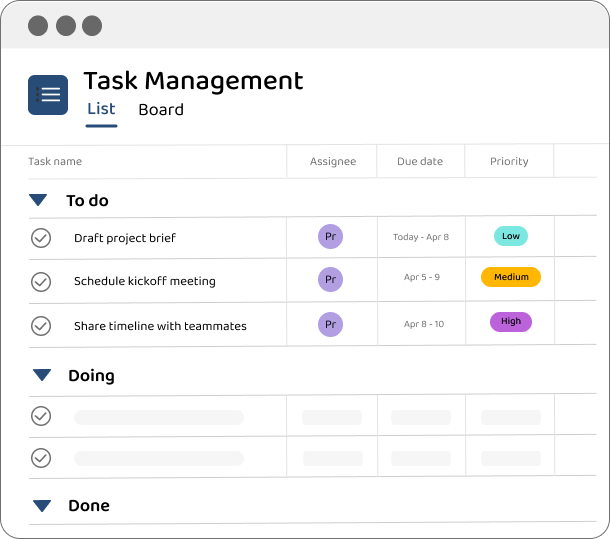 Task Management
List Board
Task name Assignee Due date Priority
To do
Draft project brief Pr Today - Apr 8 Low
Schedule kickoff meeting Pr Apr 5 - 9 Medium
Share timeline with teammates Pr Apr 8 - 10 High
Doing
Done